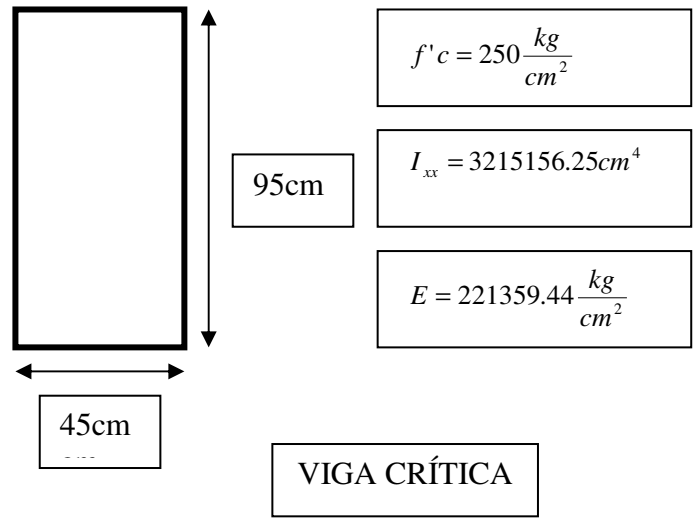 f'c = 250 kg/cm²
95cm
I_xx = 3215156.25cm⁴
E = 221359.44 kg/cm²
45cm
VIGA CRÍTICA